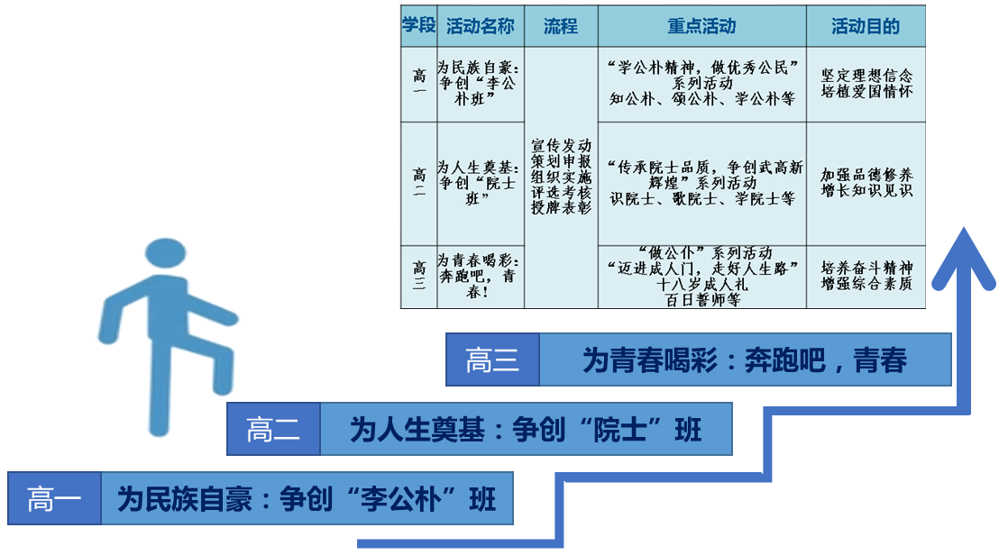 学段 活动名称 流程 重点活动 活动目的
高一
为民族自豪：
争创“李公
朴班”
“学公朴精神，做优秀公民”
系列活动
知公朴、颂公朴、学公朴等
坚定理想信念
培植爱国情怀
宣传发动
策划申报
组织实施
评选考核
授牌表彰
高二
为人生奠基：
争创“院士
班”
“传承院士品质，争创武高新
辉煌”系列活动
识院士、歌院士、学院士等
加强品德修养
增长知识见识
高三
为青春喝彩：
奔跑吧，青
春！
“做公仆”系列活动
“迈进成人门，走好人生路”
十八岁成人礼
百日誓师等
培养奋斗精神
增强综合素质
高三 为青春喝彩：奔跑吧，青春
高二 为人生奠基：争创“院士”班
高一 为民族自豪：争创“李公朴”班